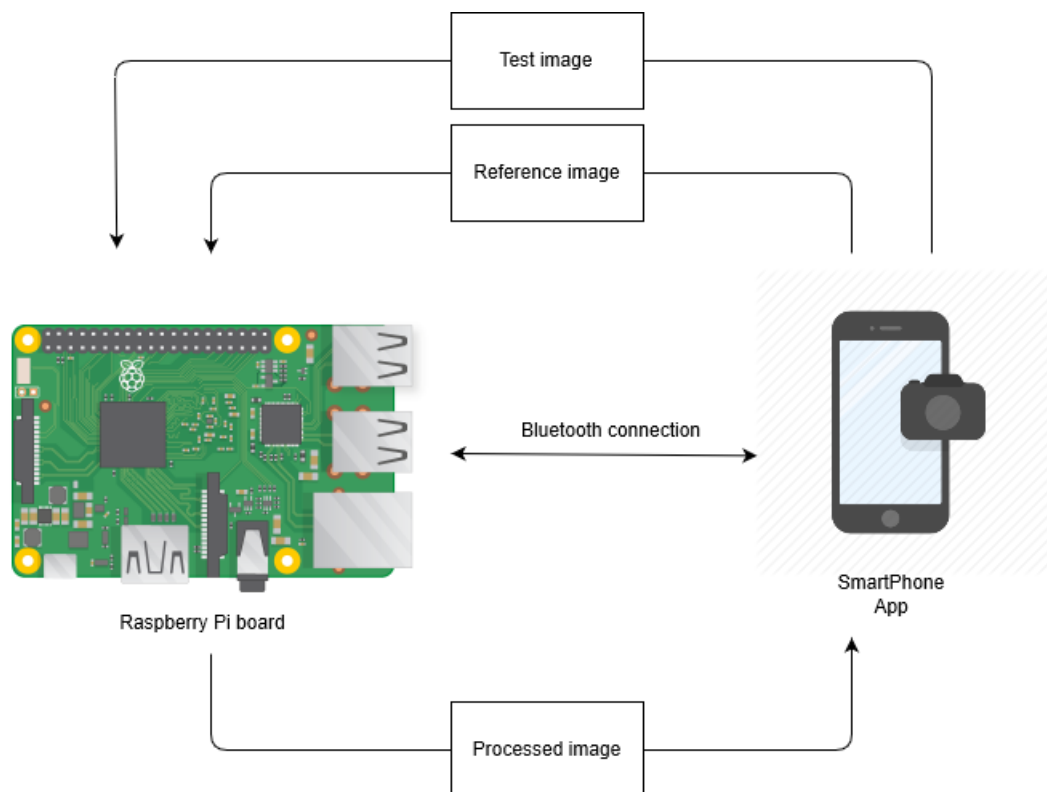 Test image
Reference image
Bluetooth connection
SmartPhone
App
Raspberry Pi board
Processed image